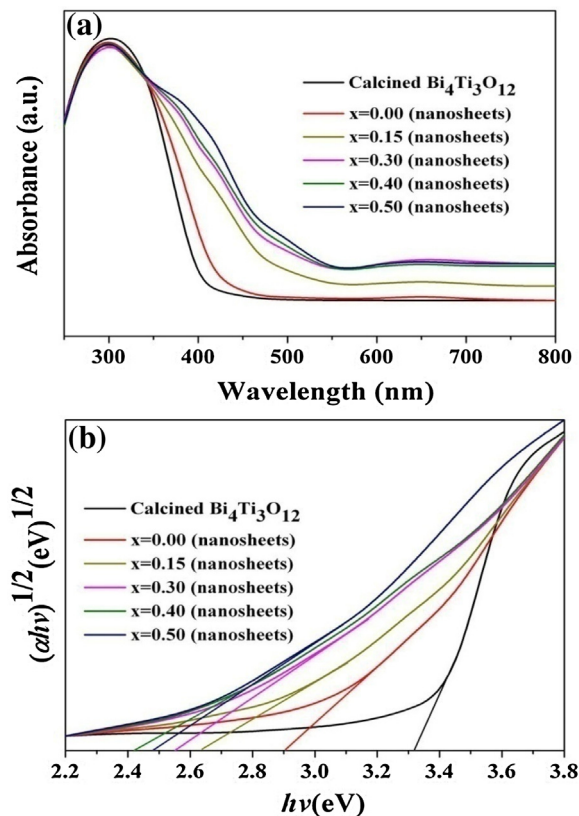 (a)
Calcined Bi4Ti3O12
x=0.00 (nanosheets)
x=0.15 (nanosheets)
x=0.30 (nanosheets)
x=0.40 (nanosheets)
x=0.50 (nanosheets)
Absorbance (a.u.)
300 400 500 600 700 800
Wavelength (nm)
(b)
Calcined Bi4Ti3O12
x=0.00 (nanosheets)
x=0.15 (nanosheets)
x=0.30 (nanosheets)
x=0.40 (nanosheets)
x=0.50 (nanosheets)
(αhν)1/2(eV)1/2
2.2 2.4 2.6 2.8 3.0 3.2 3.4 3.6 3.8
hν(eV)